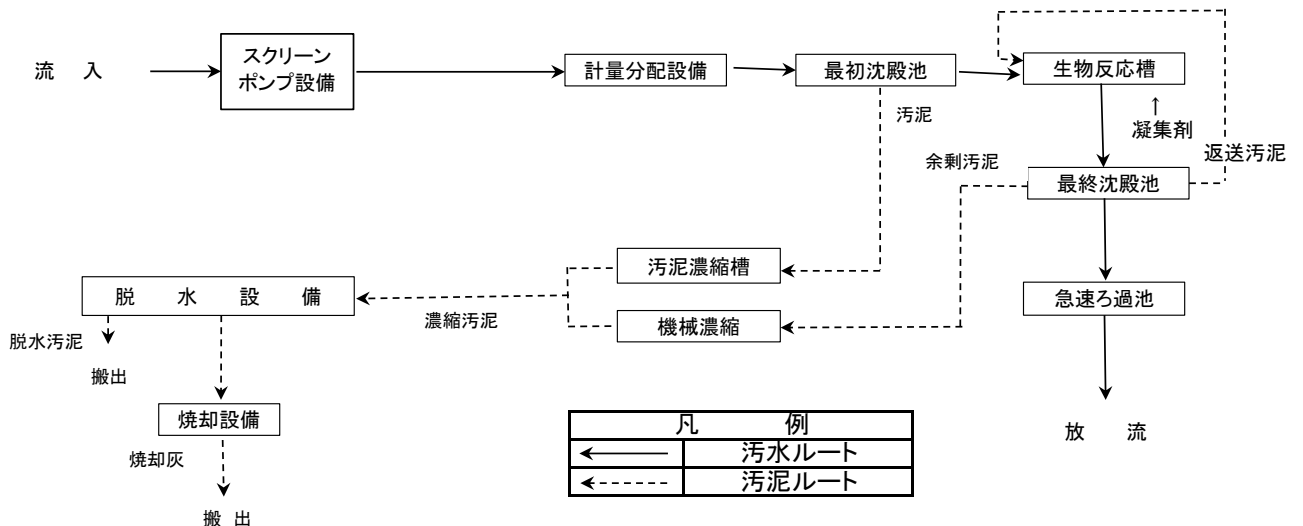 流　入
スクリーン
ポンプ設備
計量分配設備
最初沈殿池
生物反応槽
汚泥
↑
凝集剤
余剰汚泥
返送汚泥
最終沈殿池
汚泥濃縮槽
脱　水　設　備
急速ろ過池
濃縮汚泥
機械濃縮
脱水汚泥
搬出
焼却設備
凡　例
放　流
汚水ルート
焼却灰
汚泥ルート
搬　出